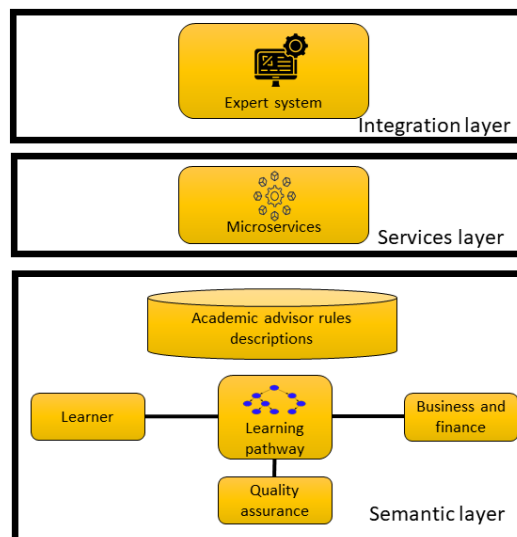 Expert system
Integration layer
Microservices
Services layer
Academic advisor rules
descriptions
Learner
Learning
pathway
Business and
finance
Quality
assurance
Semantic layer